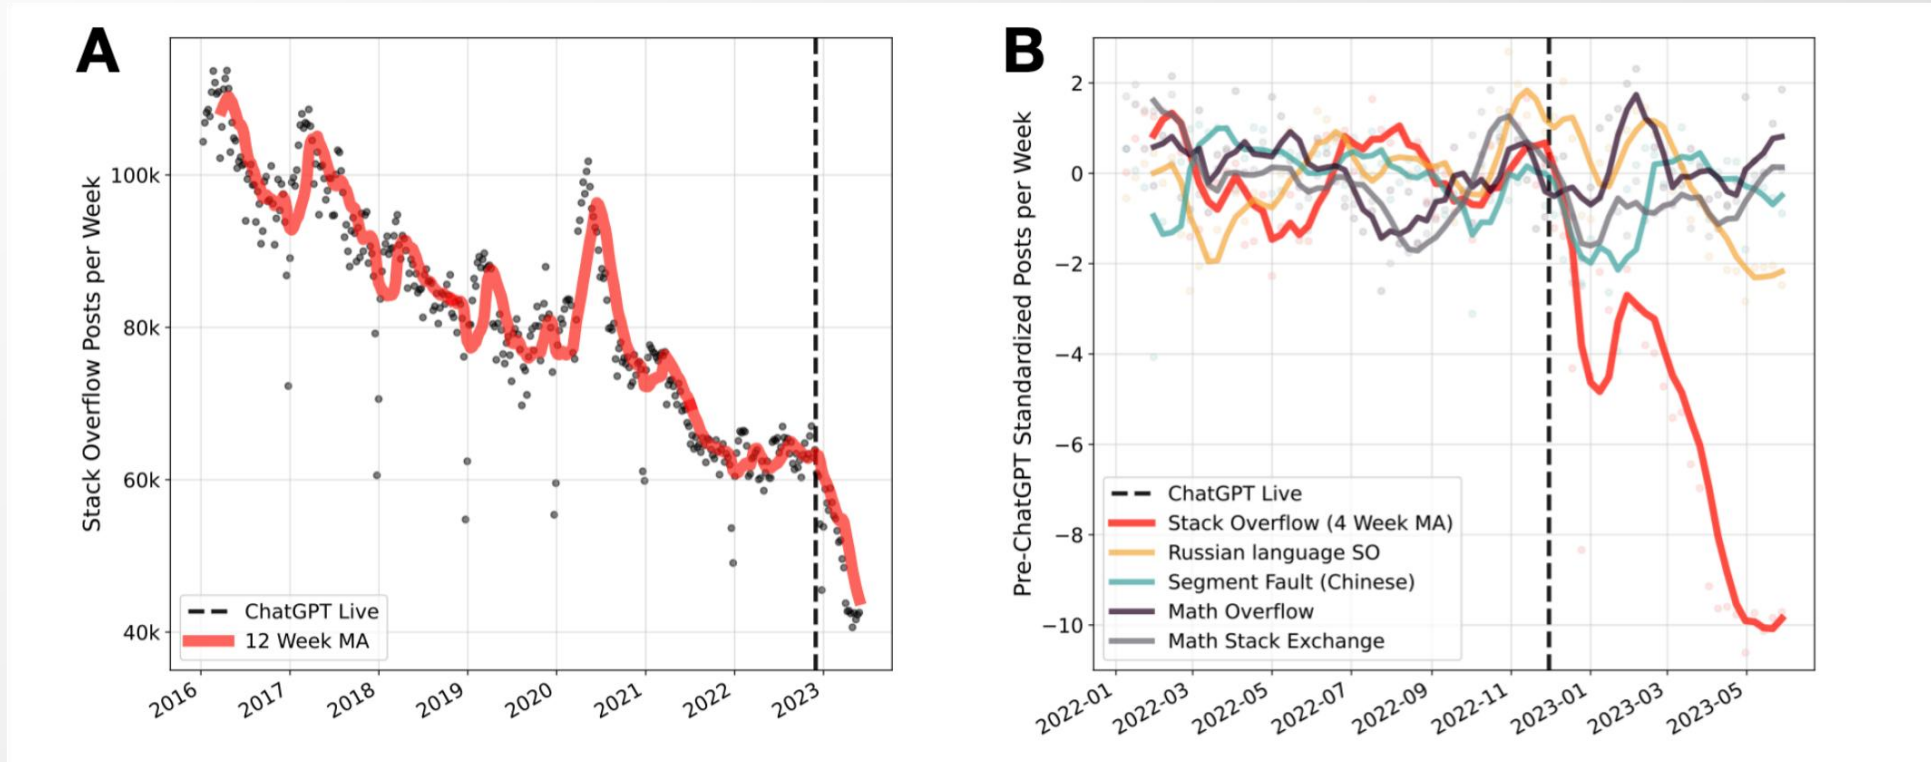 A
Stack Overflow Posts per Week
100k
80k
60k
40k
ChatGPT Live
12 Week MA
2016
2017
2018
2019
2020
2021
2022
2023
B
Pre-ChatGPT Standardized Posts per Week
2
0
−2
−4
−6
−8
−10
ChatGPT Live
Stack Overflow (4 Week MA)
Russian language SO
Segment Fault (Chinese)
Math Overflow
Math Stack Exchange
2022-01
2022-03
2022-05
2022-07
2022-09
2022-11
2023-01
2023-03
2023-05